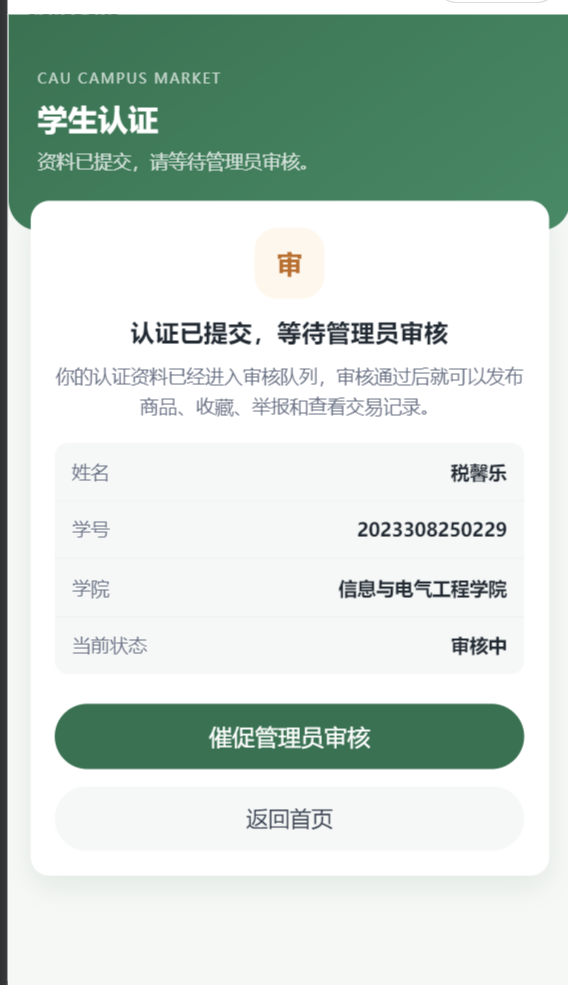 CAU CAMPUS MARKET
学生认证
资料已提交，请等待管理员审核。
审
认证已提交，等待管理员审核
你的认证资料已经进入审核队列，审核通过后就可以发布
商品、收藏、举报和查看交易记录。
姓名 税馨乐
学号 2023308250229
学院 信息与电气工程学院
当前状态 审核中
催促管理员审核
返回首页